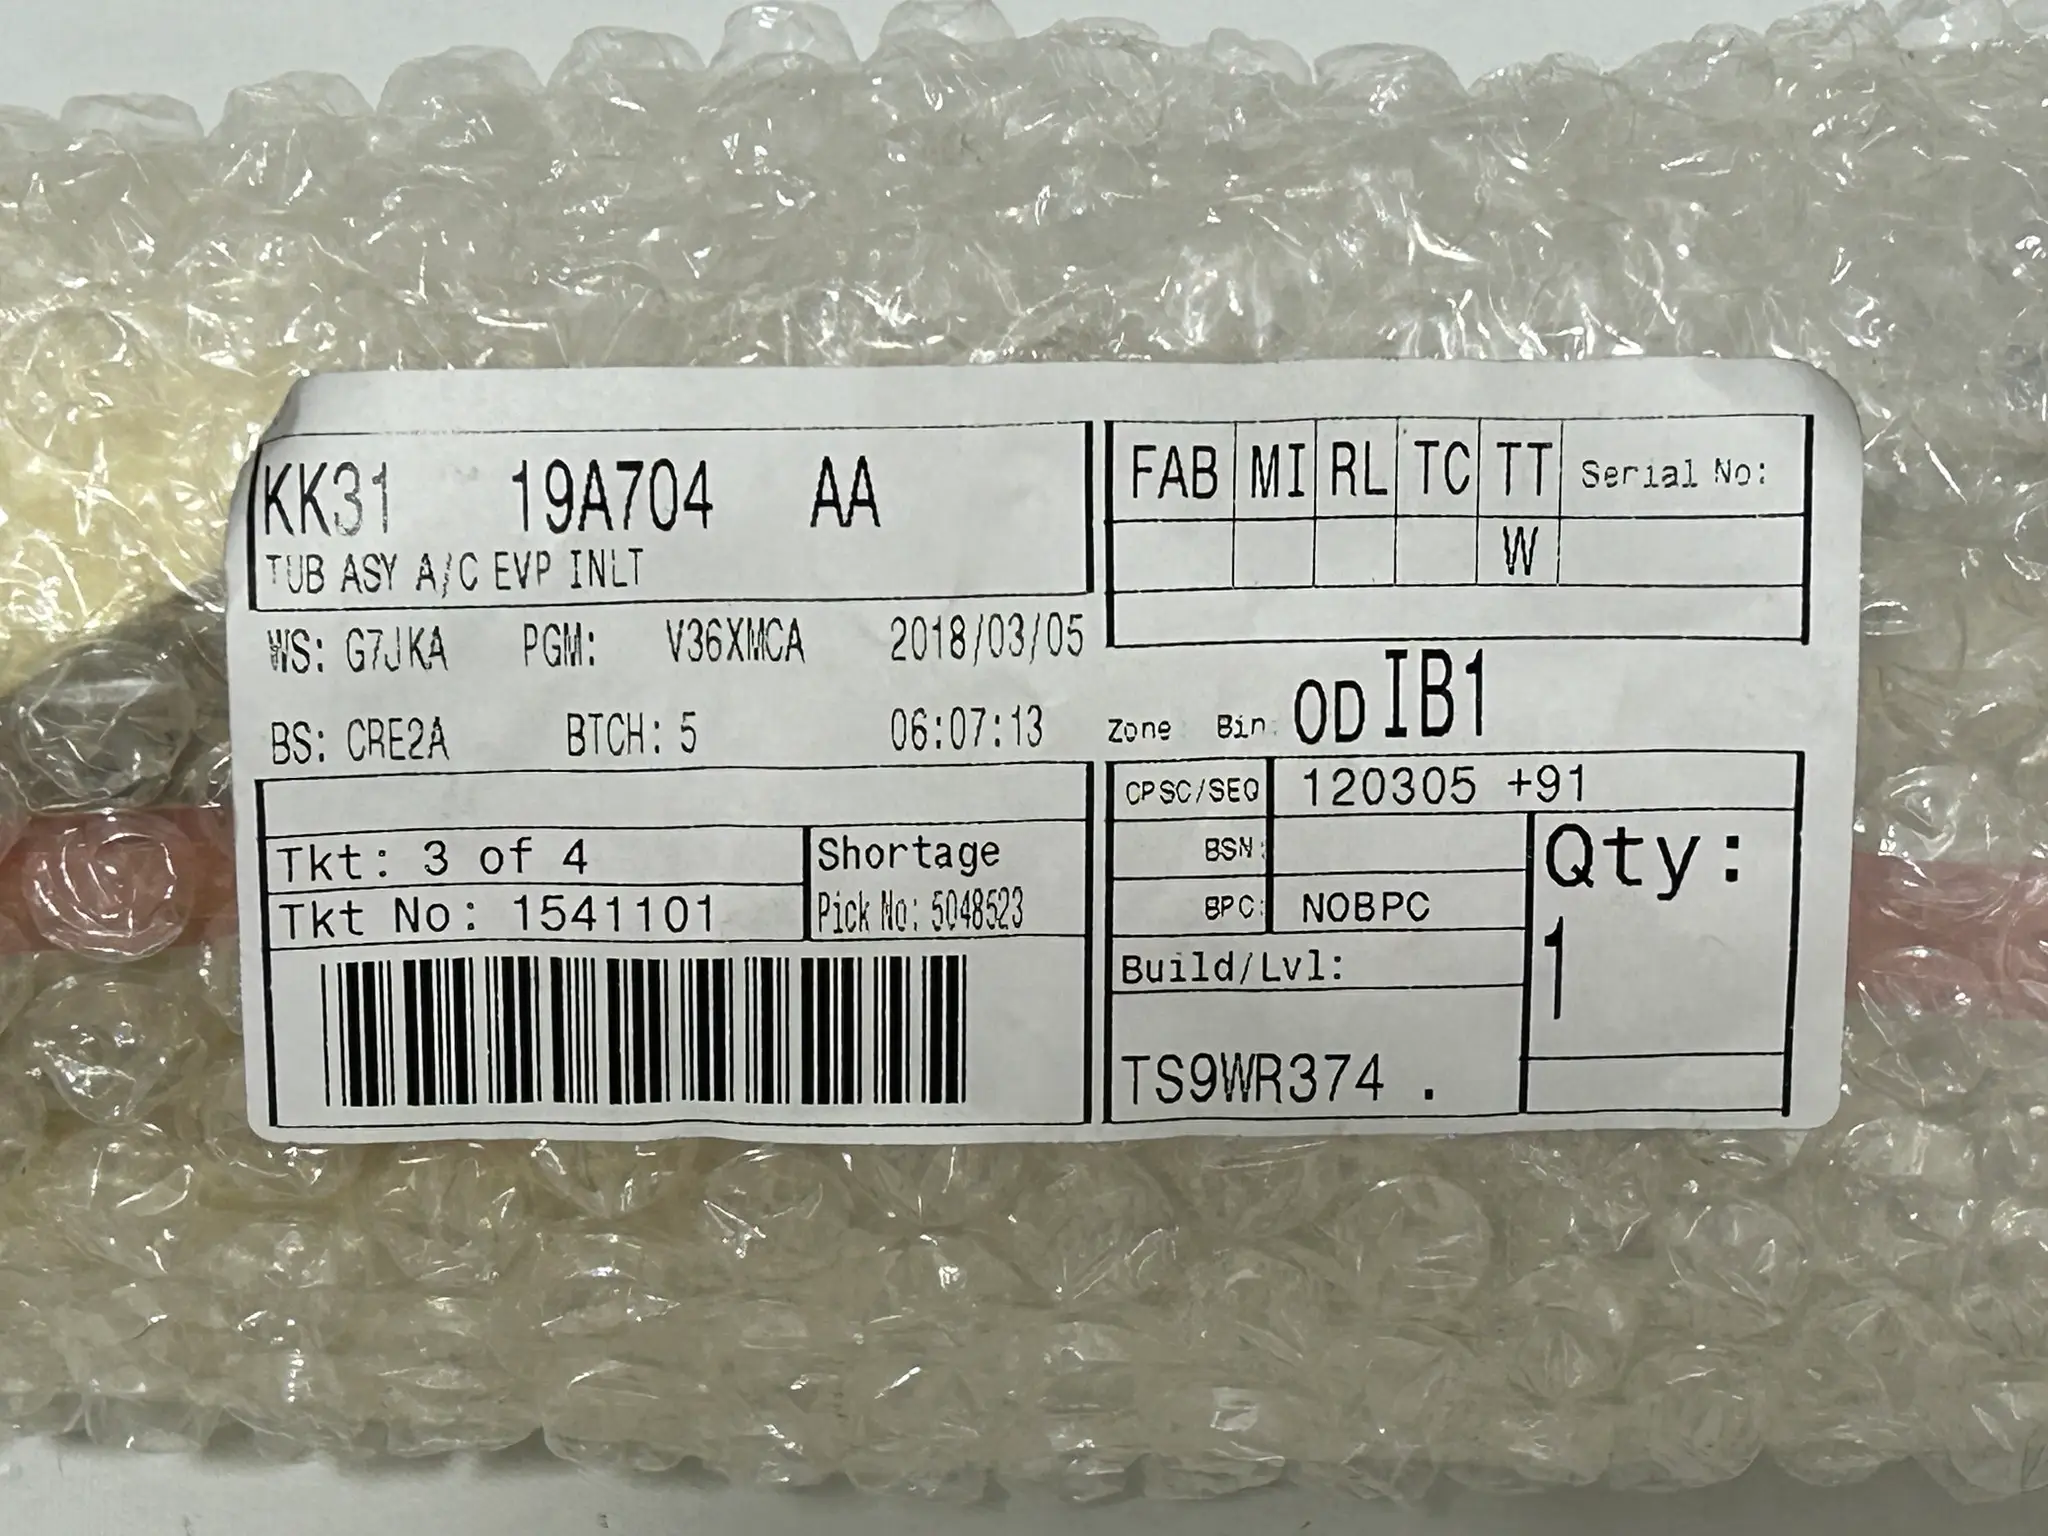 KK31 19A704 AA
TUB ASY A/C EVP INLT
WS: G7JKA PGM: V36XMCA 2018/03/05
BS: CRE2A BTCH: 5 06:07:13
Tkt: 3 of 4
Tkt No: 1541101
Shortage
Pick No: 5048523
FAB MI RL TC TT Serial No:
W
Zone Bin: OD IB1
CPSC/SEQ 120305 +91
BSN:
BPC: NOBPC
Build/Lvl:
TS9WR374 .
Qty:
1